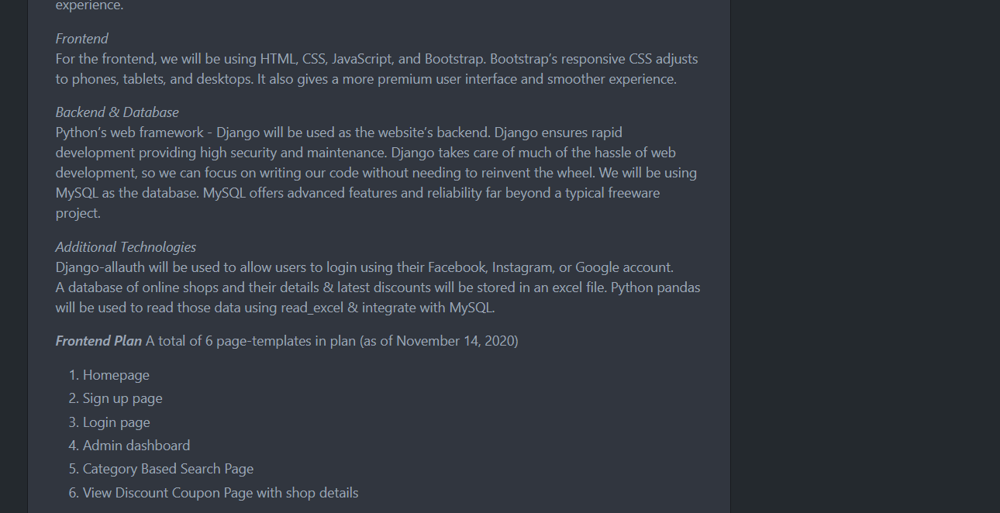 experience.
Frontend
For the frontend, we will be using HTML, CSS, JavaScript, and Bootstrap. Bootstrap’s responsive CSS adjusts
to phones, tablets, and desktops. It also gives a more premium user interface and smoother experience.
Backend & Database
Python’s web framework - Django will be used as the website’s backend. Django ensures rapid
development providing high security and maintenance. Django takes care of much of the hassle of web
development, so we can focus on writing our code without needing to reinvent the wheel. We will be using
MySQL as the database. MySQL offers advanced features and reliability far beyond a typical freeware
project.
Additional Technologies
Django-allauth will be used to allow users to login using their Facebook, Instagram, or Google account.
A database of online shops and their details & latest discounts will be stored in an excel file. Python pandas
will be used to read those data using read_excel & integrate with MySQL.
Frontend Plan A total of 6 page-templates in plan (as of November 14, 2020)
1. Homepage
2. Sign up page
3. Login page
4. Admin dashboard
5. Category Based Search Page
6. View Discount Coupon Page with shop details